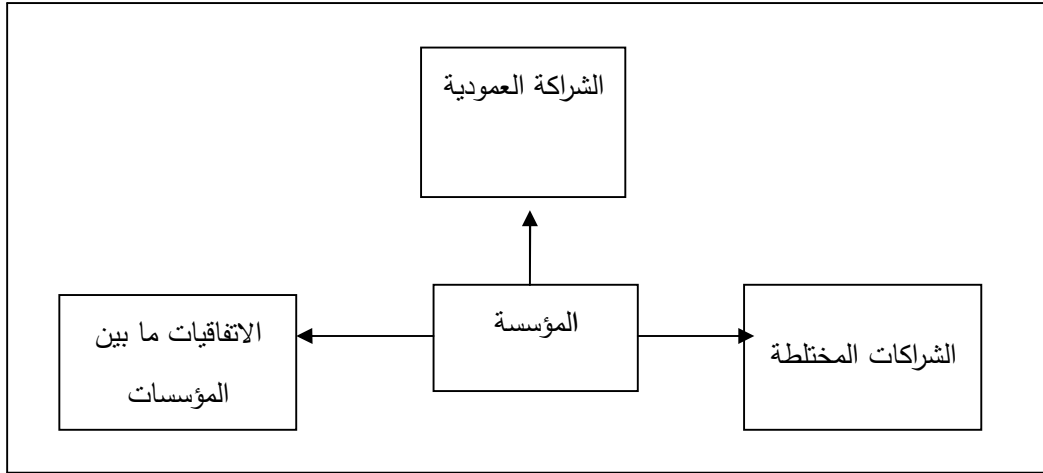 الشراكة العمودية
المؤسسة
الشراكات المختلطة
الاتفاقيات ما بين
المؤسسات